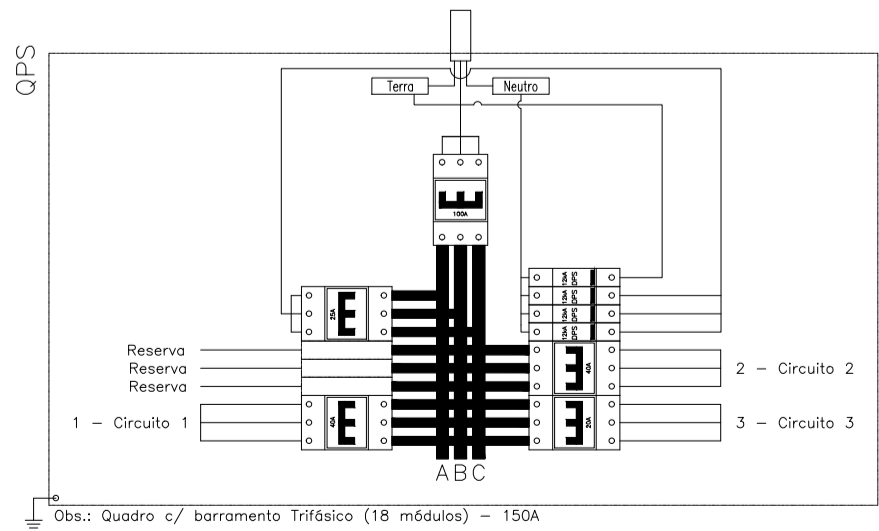 QPS
Terra
Neutro
100A
25A
12kA DPS
12kA DPS
12kA DPS
12kA DPS
Reserva
Reserva
Reserva
40A
2 - Circuito 2
1 - Circuito 1
40A
20A
3 - Circuito 3
A B C
Obs.: Quadro c/ barramento Trifásico (18 módulos) - 150A